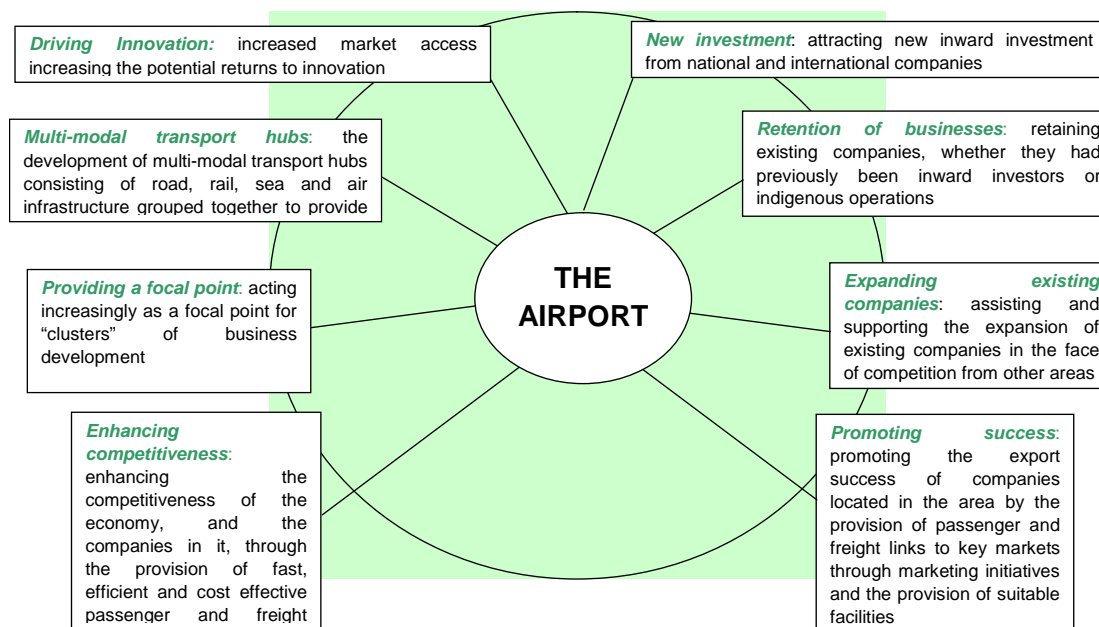 Driving Innovation: increased market access
increasing the potential returns to innovation
New investment: attracting new inward investment
from national and international companies
Multi-modal transport hubs: the
development of multi-modal transport hubs
consisting of road, rail, sea and air
infrastructure grouped together to provide
Retention of businesses: retaining
existing companies, whether they had
previously been inward investors or
indigenous operations
THE
AIRPORT
Providing a focal point: acting
increasingly as a focal point for
“clusters” of business
development
Expanding existing
companies: assisting and
supporting the expansion of
existing companies in the face
of competition from other areas
Enhancing
competitiveness:
enhancing the
competitiveness of the
economy, and the
companies in it, through
the provision of fast,
efficient and cost effective
passenger and freight
Promoting success:
promoting the export
success of companies
located in the area by the
provision of passenger and
freight links to key markets
through marketing initiatives
and the provision of suitable
facilities